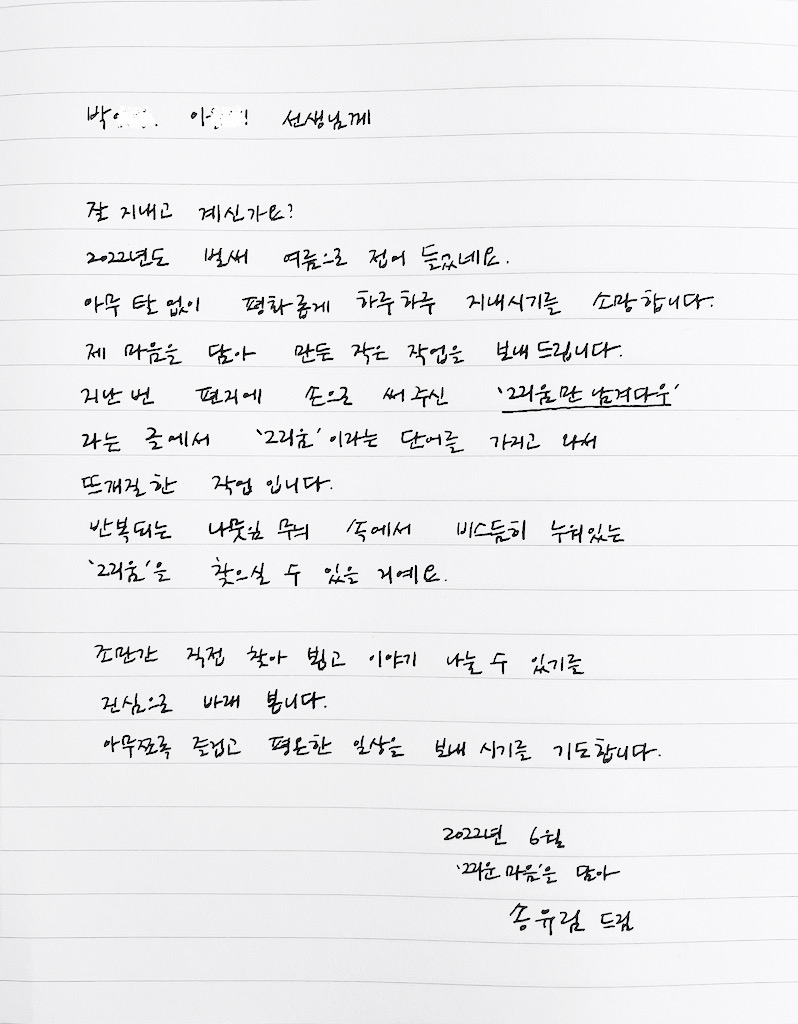 박 이 선생님께
잘 지내고 계신가요?
2022년도 벌써 여름으로 접어 들었네요.
아무 탈 없이 평화롭게 하루하루 지내시기를 소망합니다.
제 마음을 담아 만든 작은 작업을 보내 드립니다.
지난 번 편지에 손으로 써 주신 '그리움만 남겨다우'
라는 글에서 '그리움'이라는 단어를 가지고 와서
뜨개질한 작업 입니다.
반복되는 나뭇잎 무늬 속에서 비스듬히 누워있는
'그리움'을 찾으실 수 있을 거예요.
조만간 직접 찾아 뵙고 이야기 나눌 수 있기를
진심으로 바래 봅니다.
아무쪼록 즐겁고 평온한 일상을 보내 시기를 기도합니다.
2022년 6월
'그리운 마음'을 담아
송유림 드림